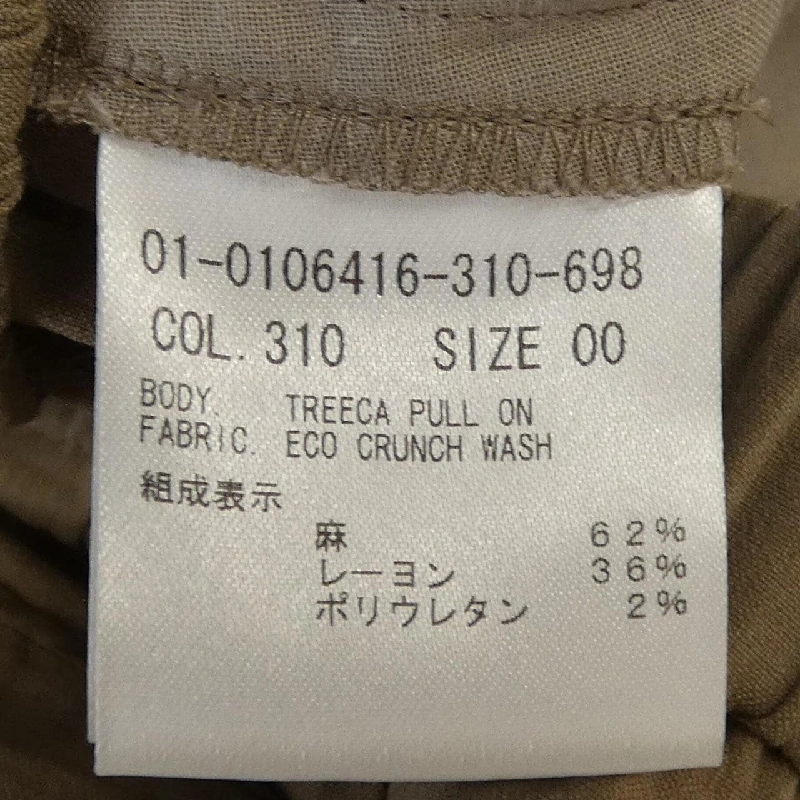 01-0106416-310-698
COL. 310 SIZE 00
BODY. TREECA PULL ON
FABRIC. ECO CRUNCH WASH
組成表示
麻 62%
レーヨン 36%
ポリウレタン 2%